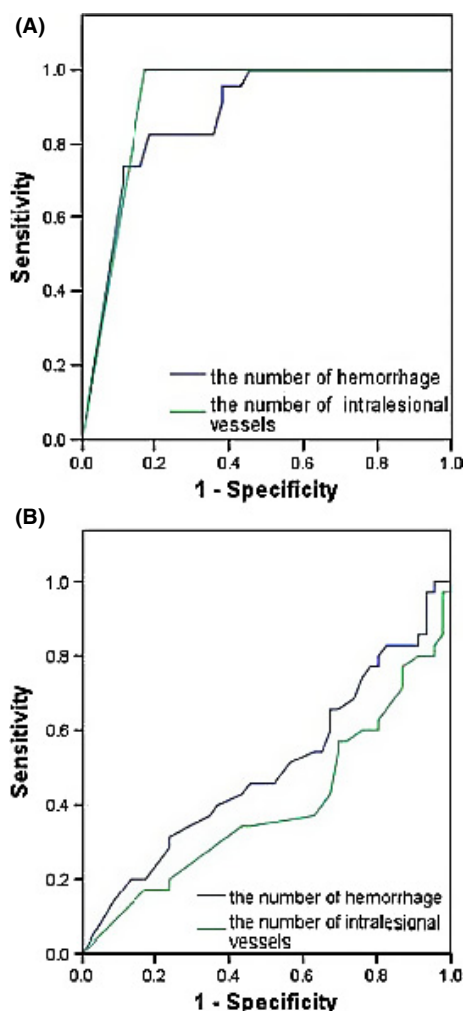 (A)
1.0
0.8
0.6
0.4
0.2
0.0
Sensitivity
the number of hemorrhage
the number of intralesional
vessels
0.0 0.2 0.4 0.6 0.8 1.0
1 - Specificity
(B)
1.0
0.8
0.6
0.4
0.2
0.0
Sensitivity
the number of hemorrhage
the number of intralesional
vessels
0.0 0.2 0.4 0.6 0.8 1.0
1 - Specificity